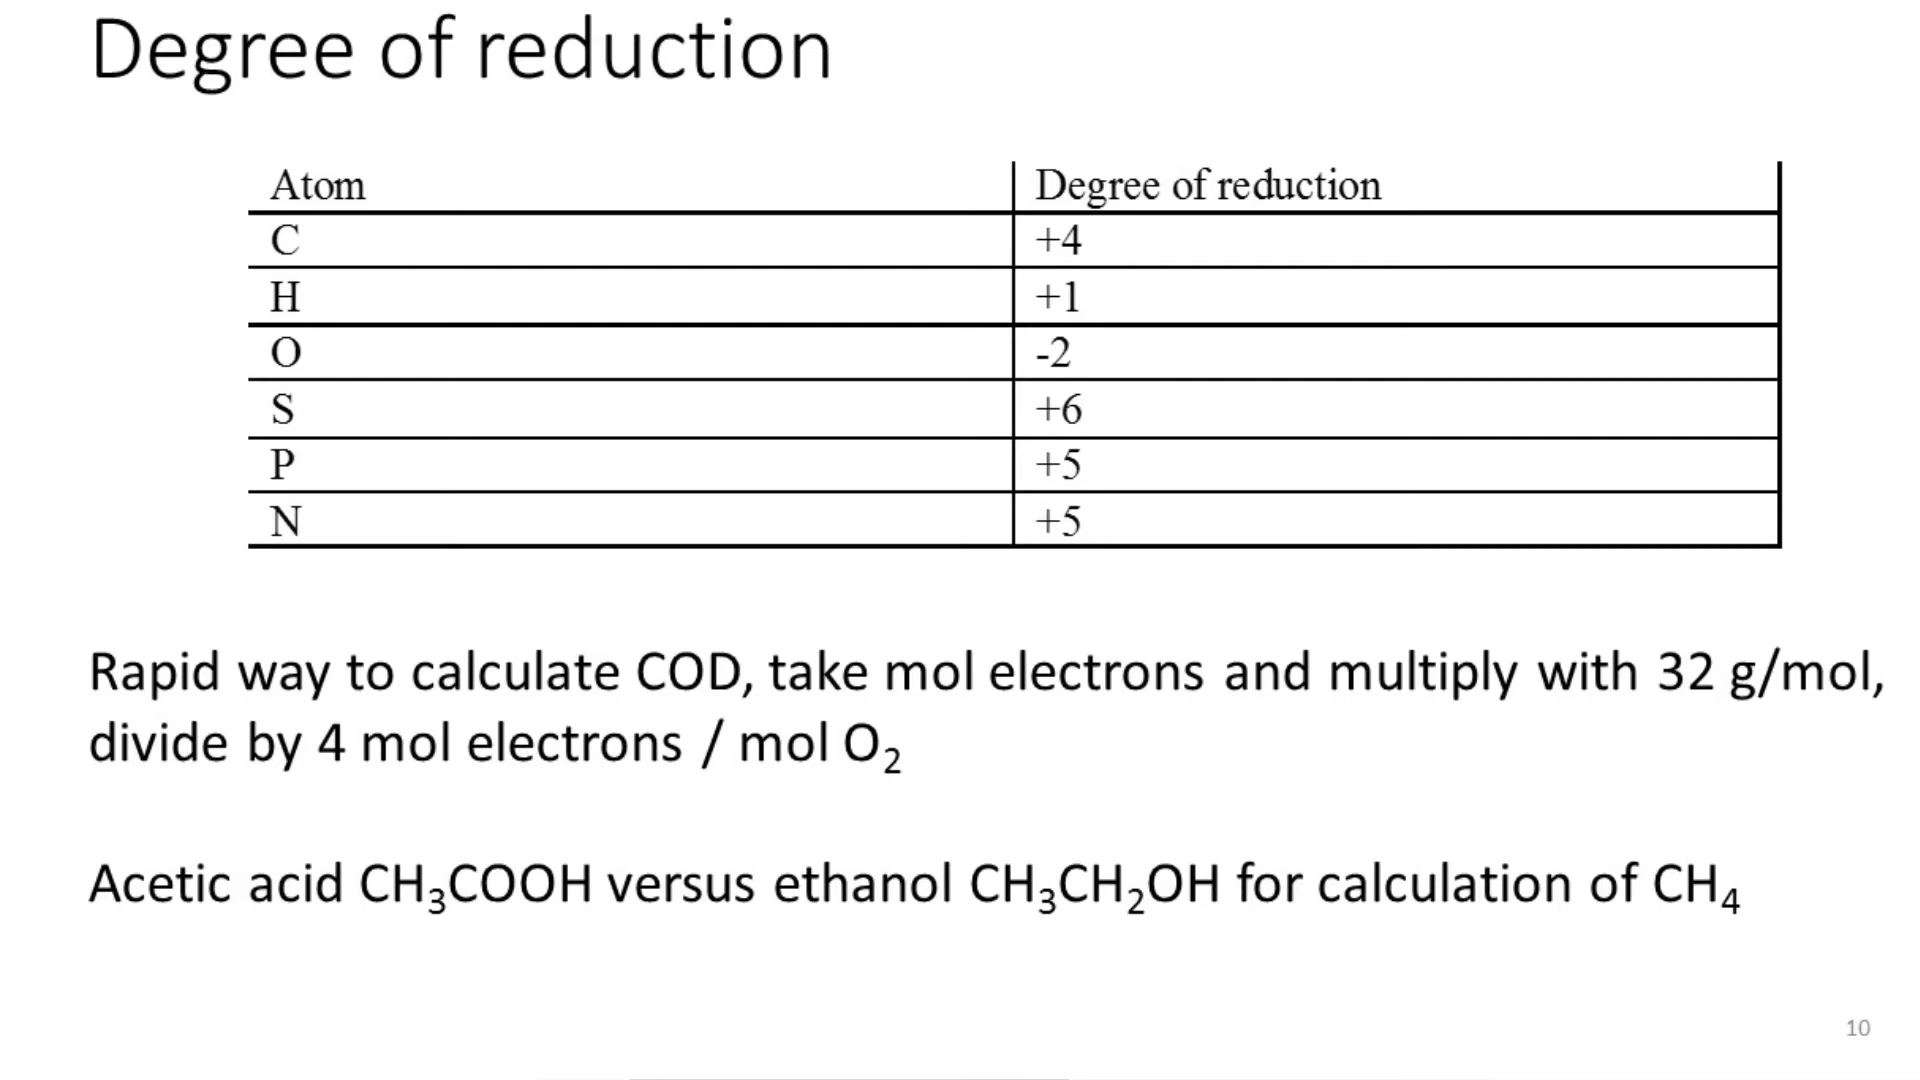 Degree of reduction
Atom Degree of reduction
C +4
H +1
O -2
S +6
P +5
N +5
Rapid way to calculate COD, take mol electrons and multiply with 32 g/mol,
divide by 4 mol electrons / mol O₂
Acetic acid CH₃COOH versus ethanol CH₃CH₂OH for calculation of CH₄
10